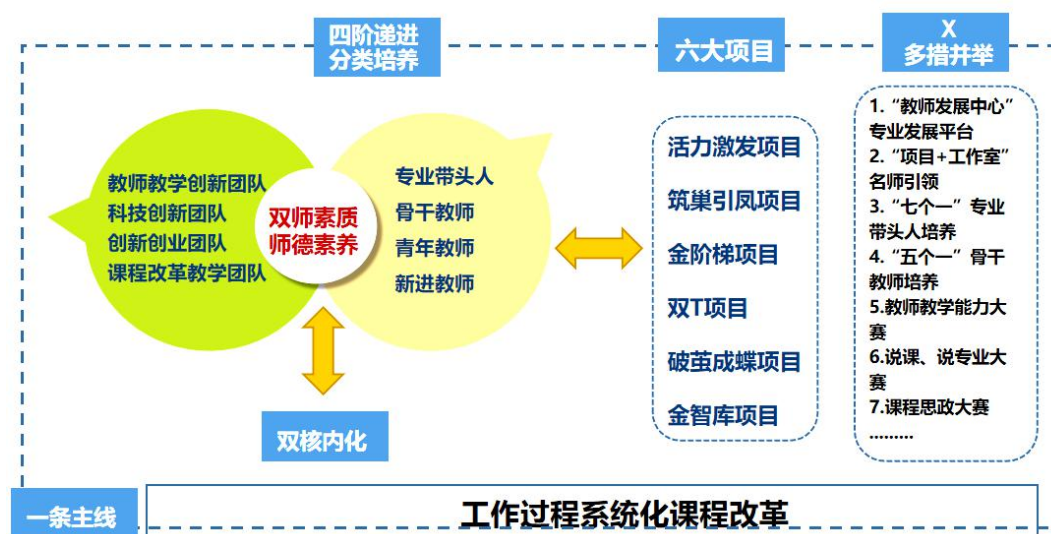 四阶递进
分类培养
六大项目
X
多措并举
教师教学创新团队
科技创新团队
创新创业团队
课程改革教学团队
双师素质
师德素养
专业带头人
骨干教师
青年教师
新进教师
活力激发项目
筑巢引凤项目
金阶梯项目
双T项目
破茧成蝶项目
金智库项目
1.“教师发展中心”
专业发展平台
2.“项目+工作室”
名师引领
3.“七个一”专业
带头人培养
4.“五个一”骨干
教师培养
5.教师教学能力大
赛
6.说课、说专业大
赛
7.课程思政大赛
………
双核内化
一条主线
工作过程系统化课程改革